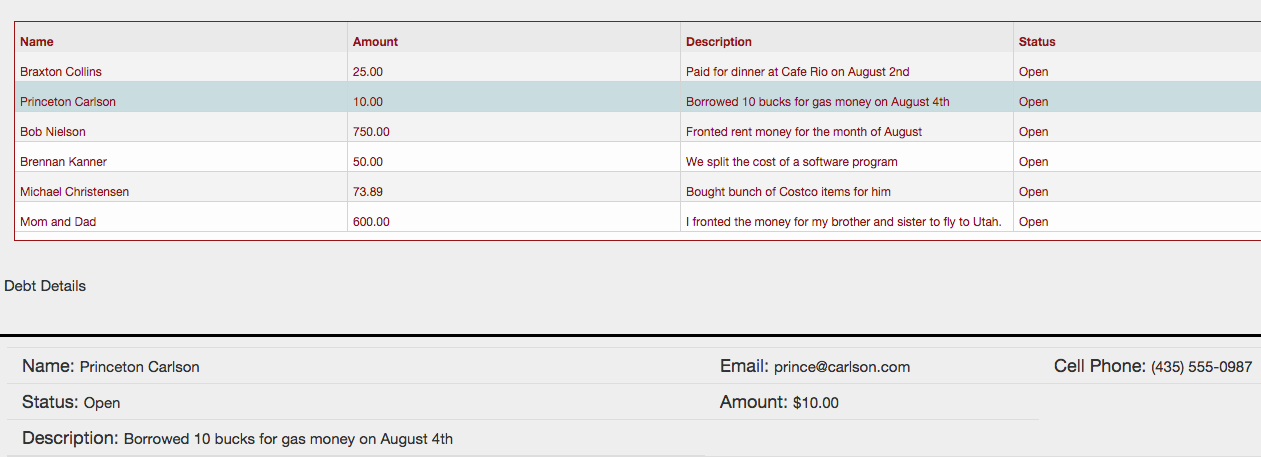 Name Amount Description Status
Braxton Collins 25.00 Paid for dinner at Cafe Rio on August 2nd Open
Princeton Carlson 10.00 Borrowed 10 bucks for gas money on August 4th Open
Bob Nielson 750.00 Fronted rent money for the month of August Open
Brennan Kanner 50.00 We split the cost of a software program Open
Michael Christensen 73.89 Bought bunch of Costco items for him Open
Mom and Dad 600.00 I fronted the money for my brother and sister to fly to Utah. Open
Debt Details
Name: Princeton Carlson Email: prince@carlson.com Cell Phone: (435) 555-0987
Status: Open Amount: $10.00
Description: Borrowed 10 bucks for gas money on August 4th